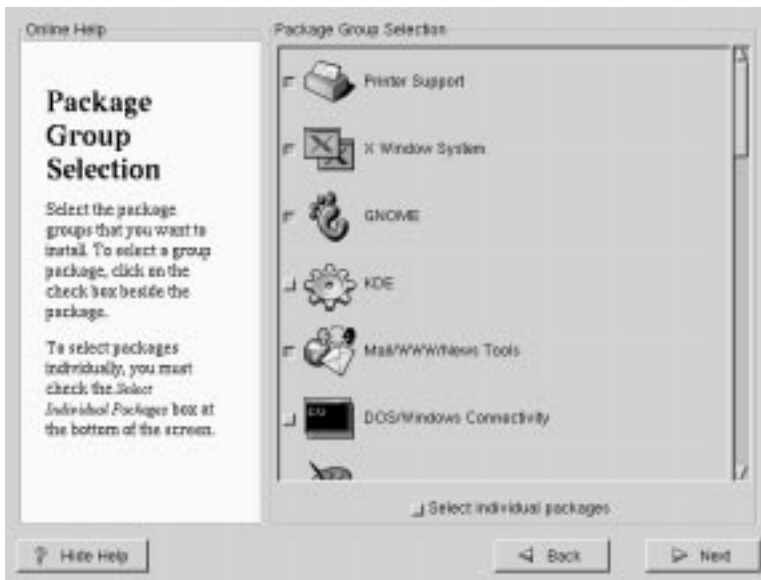 Online Help
Package
Group
Selection
Select the package
groups that you want to
install. To select a group
package, click on the
check box beside the
package.
To select packages
individually, you must
check the Select
Individual Packages box at
the bottom of the screen.
Package Group Selection
Printer Support
X Window System
GNOME
KDE
Mail/WWW/News Tools
DOS/Windows Connectivity
Select individual packages
? Hide Help
Back
Next